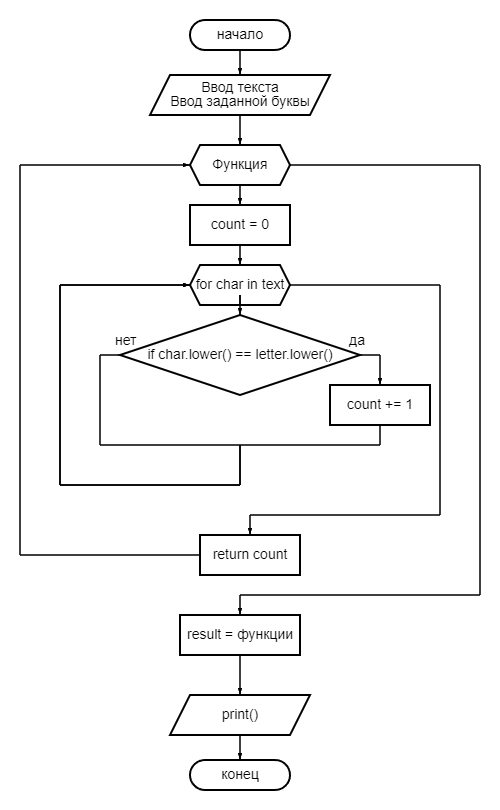 начало
Ввод текста
Ввод заданной буквы
Функция
count = 0
for char in text
нет
да
if char.lower() == letter.lower()
count += 1
return count
result = функции
print()
конец